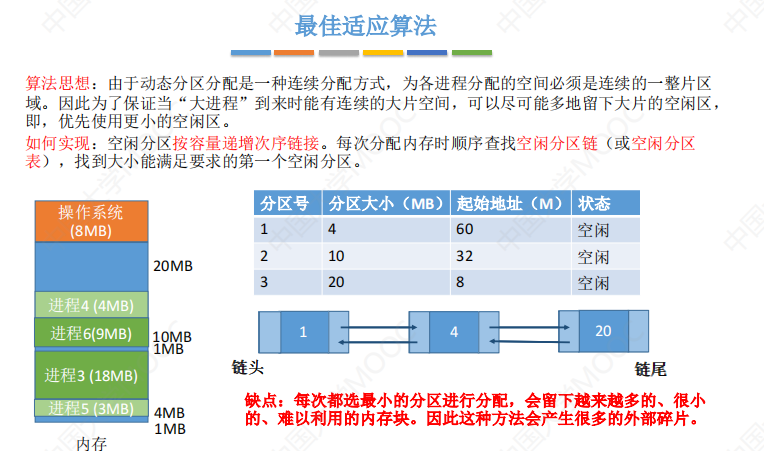 最佳适应算法
算法思想：由于动态分区分配是一种连续分配方式，为各进程分配的空间必须是连续的一整片区
域。因此为了保证当“大进程”到来时能有连续的大片空间，可以尽可能多地留下大片的空闲区，
即，优先使用更小的空闲区。
如何实现：空闲分区按容量递增次序链接。每次分配内存时顺序查找空闲分区链（或空闲分区
表），找到大小能满足要求的第一个空闲分区。
操作系统
(8MB)
20MB
进程4 (4MB)
进程6(9MB)
10MB
1MB
进程3 (18MB)
进程5 (3MB)
4MB
1MB
内存
分区号 分区大小（MB） 起始地址（M） 状态
1 4 60 空闲
2 10 32 空闲
3 20 8 空闲
1 4 20
链头 链尾
缺点：每次都选最小的分区进行分配，会留下越来越多的、很小
的、难以利用的内存块。因此这种方法会产生很多的外部碎片。